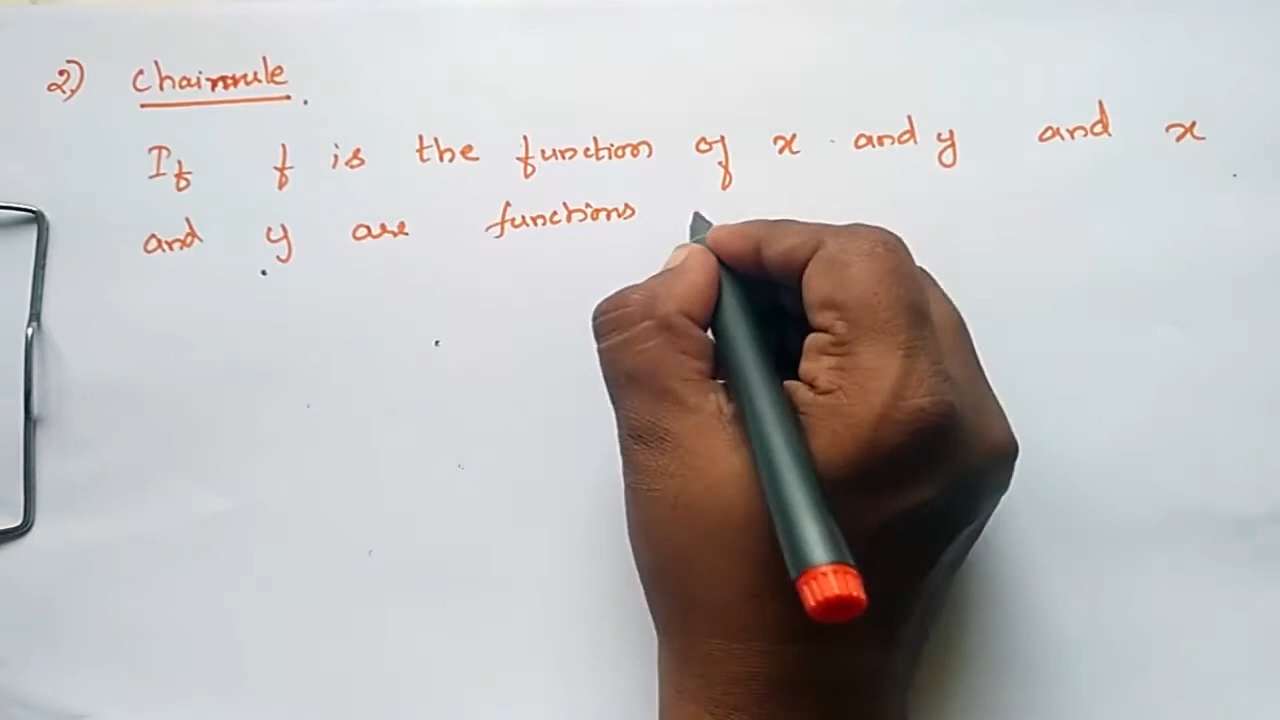 2) Chainrule.
If f is the function of x and y and x
and y are functions